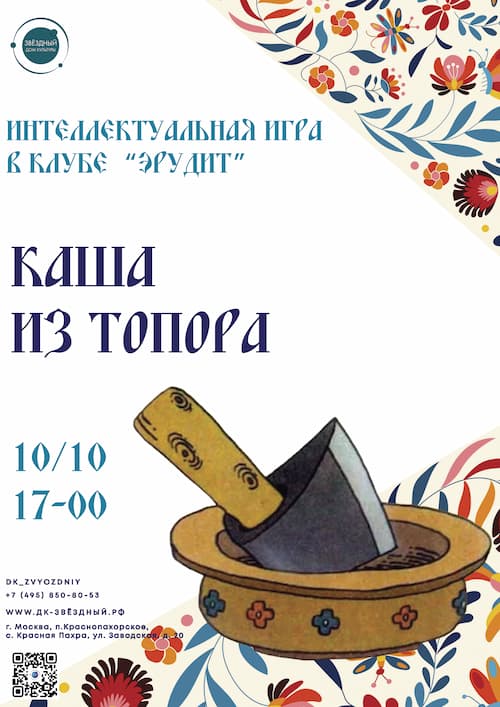 ЗВЁЗДНЫЙ
ДОМ КУЛЬТУРЫ
ИНТЕЛЛЕКТУАЛЬНАЯ ИГРА
В КЛУБЕ "ЭРУДИТ"
КАША
ИЗ ТОПОРА
10/10
17-00
DK_ZVYOZDNIY
+7 (495) 850-80-53
WWW.ДК-ЗВЁЗДНЫЙ.РФ
г. Москва, п.Краснопахорское,
с. Красная Пахра, ул. Заводская, д.20